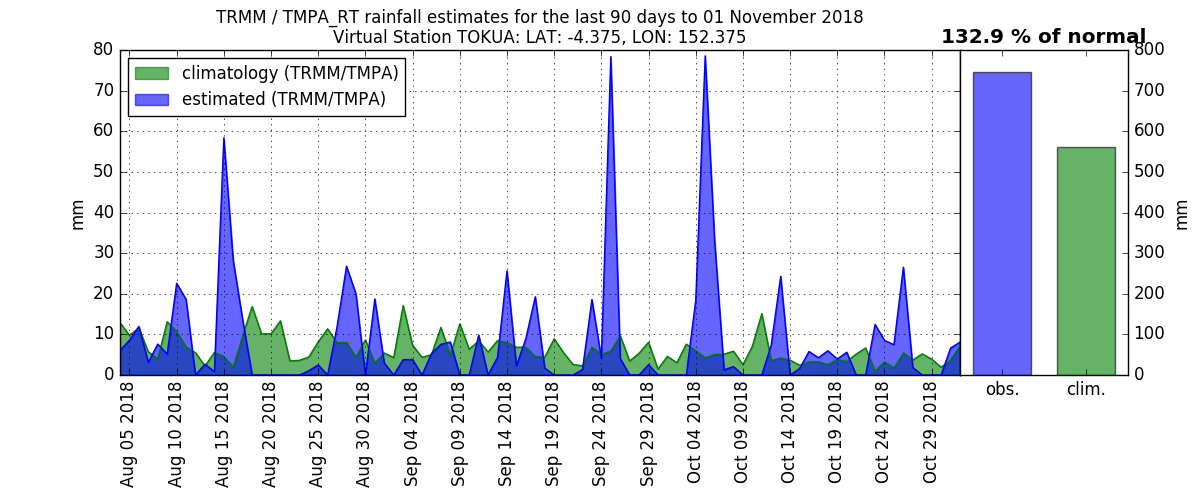 TRMM / TMPA_RT rainfall estimates for the last 90 days to 01 November 2018
Virtual Station TOKUA: LAT: -4.375, LON: 152.375
132.9 % of normal
climatology (TRMM/TMPA)
estimated (TRMM/TMPA)
80
70
60
50
40
30
20
10
0
mm
Aug 05 2018
Aug 10 2018
Aug 15 2018
Aug 20 2018
Aug 25 2018
Aug 30 2018
Sep 04 2018
Sep 09 2018
Sep 14 2018
Sep 19 2018
Sep 24 2018
Sep 29 2018
Oct 04 2018
Oct 09 2018
Oct 14 2018
Oct 19 2018
Oct 24 2018
Oct 29 2018
obs.
clim.
800
700
600
500
400
300
200
100
0
mm